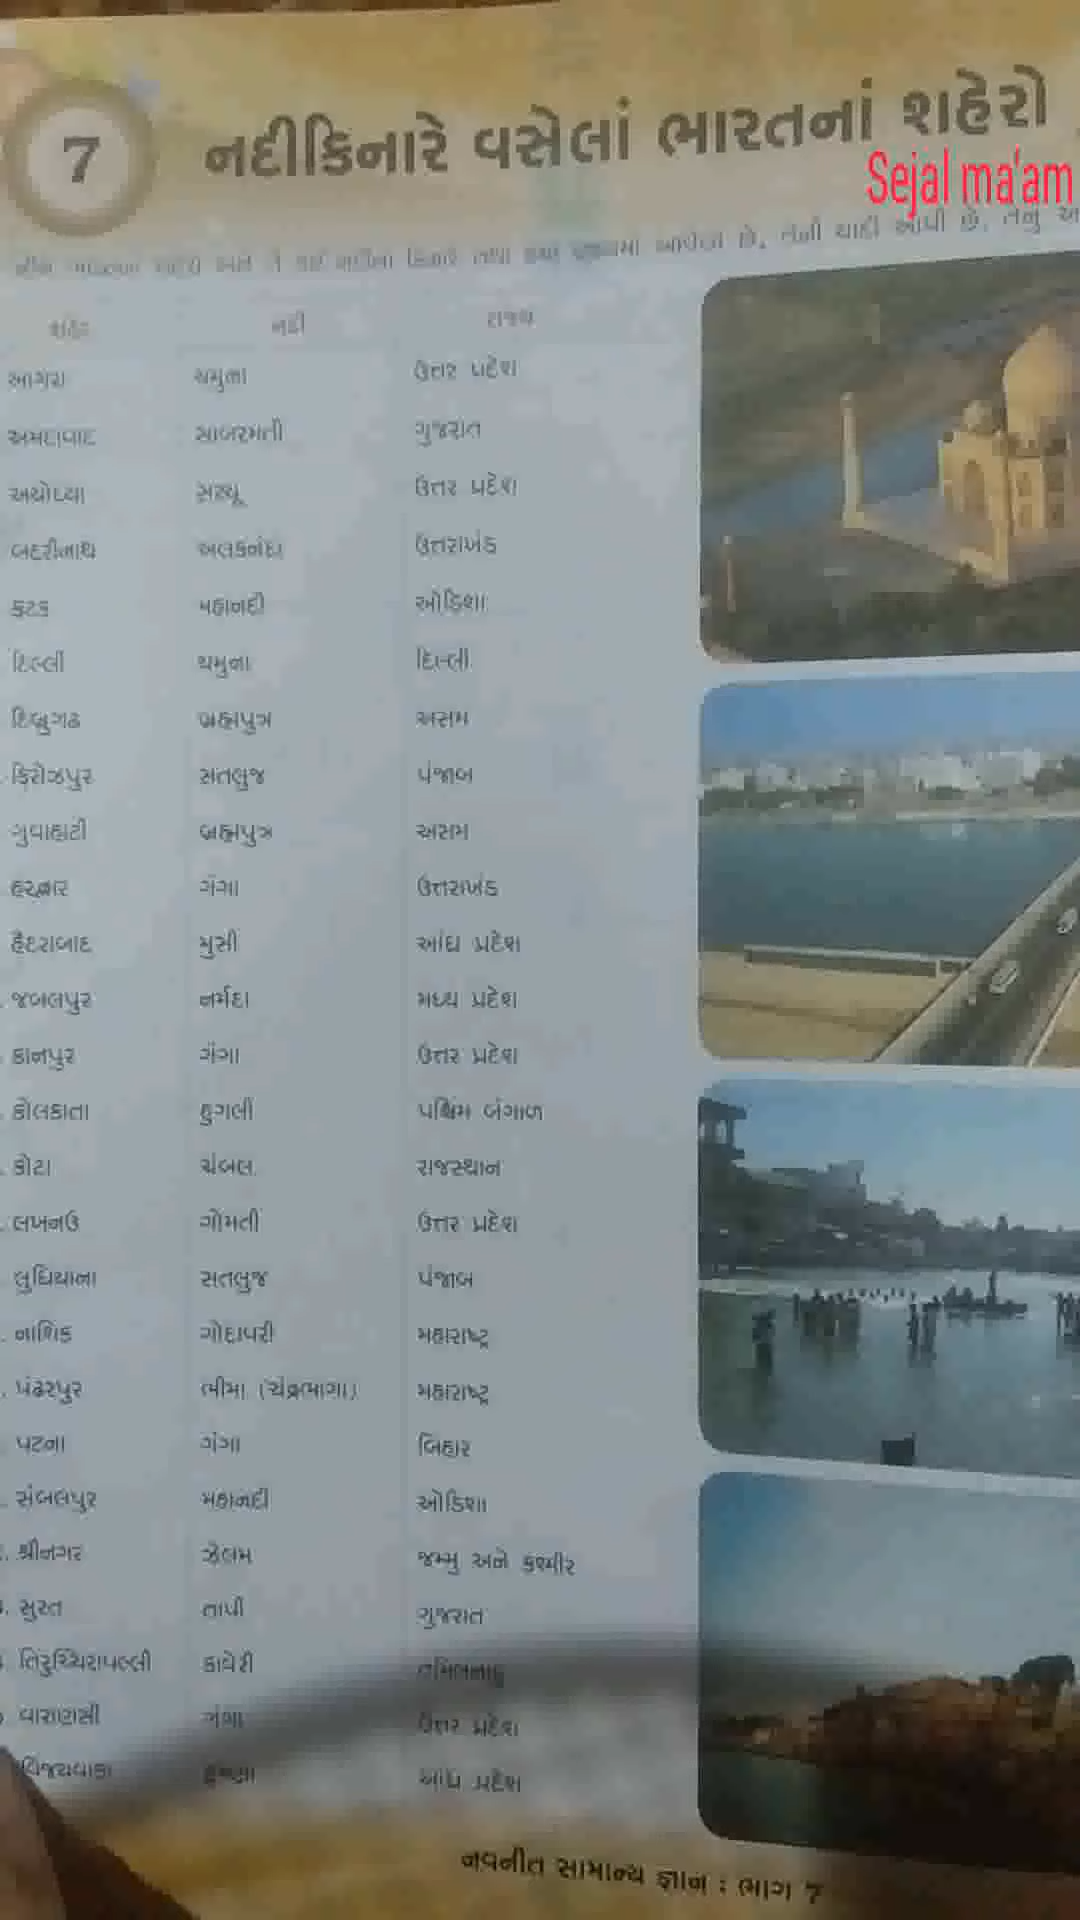 7
નદીકિનારે વસેલાં ભારતનાં શહેરો
Sejal ma'am
શહેર નદી રાજ્ય
આગરા યમુના ઉત્તર પ્રદેશ
અમદાવાદ સાબરમતી ગુજરાત
અયોધ્યા સરયૂ ઉત્તર પ્રદેશ
બદરીનાથ અલકનંદા ઉત્તરાખંડ
કટક મહાનદી ઓડિશા
દિલ્લી યમુના દિલ્લી
દિબ્રુગઢ બ્રહ્મપુત્ર અસમ
ફિરોઝપુર સતલુજ પંજાબ
ગુવાહાટી બ્રહ્મપુત્ર અસમ
હરદ્વાર ગંગા ઉત્તરાખંડ
હૈદરાબાદ મુસી આંધ્ર પ્રદેશ
જબલપુર નર્મદા મધ્ય પ્રદેશ
કાનપુર ગંગા ઉત્તર પ્રદેશ
કોલકાતા હુગલી પશ્ચિમ બંગાળ
કોટા ચંબલ રાજસ્થાન
લખનઉ ગોમતી ઉત્તર પ્રદેશ
લુધિયાના સતલુજ પંજાબ
નાશિક ગોદાવરી મહારાષ્ટ્ર
પંઢરપુર ભીમા (ચંદ્રભાગા) મહારાષ્ટ્ર
પટના ગંગા બિહાર
સંબલપુર મહાનદી ઓડિશા
શ્રીનગર ઝેલમ જમ્મુ અને કશ્મીર
સુરત તાપી ગુજરાત
તિરુચ્ચિરાપલ્લી કાવેરી તમિલનાડુ
વારાણસી ગંગા ઉત્તર પ્રદેશ
વિજયવાડા કૃષ્ણા આંધ્ર પ્રદેશ
નવનીત સામાન્ય જ્ઞાન : ભાગ 7